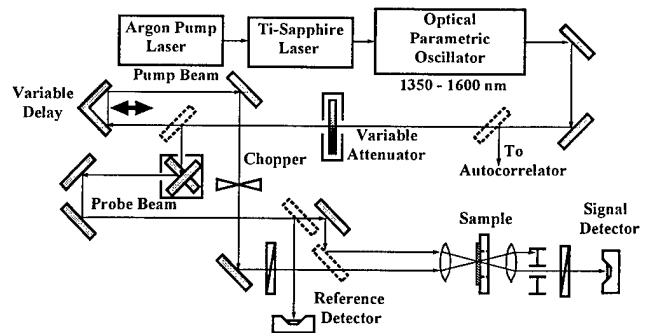 Argon Pump
Laser
Ti-Sapphire
Laser
Optical
Parametric
Oscillator
1350 - 1600 nm
Pump Beam
Variable
Delay
Variable
Attenuator
To
Autocorrelator
Chopper
Probe Beam
Sample
Signal
Detector
Reference
Detector